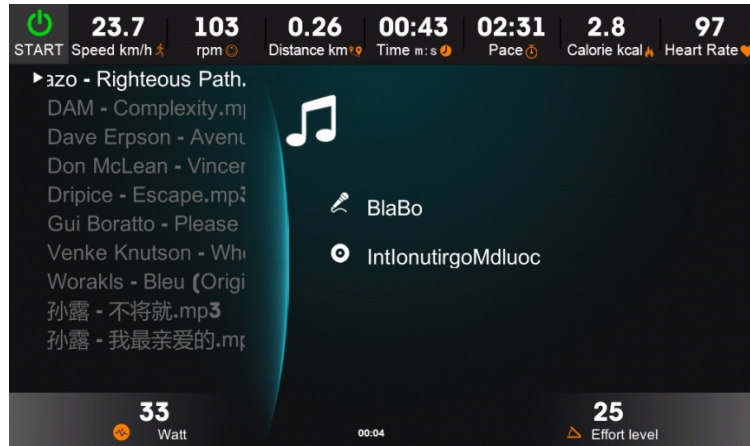 23.7 103 0.26 00:43 02:31 2.8 97
START Speed km/h rpm Distance km Time m:s Pace Calorie kcal Heart Rate
azo - Righteous Path.
DAM - Complexity.mp
Dave Erpson - Avenu
Don McLean - Vincen
Dripice - Escape.mp3
Gui Boratto - Please
Venke Knutson - Whe
Worakls - Bleu (Origi
孙露 - 不将就.mp3
孙露 - 我最亲爱的.mp
BlaBo
IntIonutirgoMdluoc
33
Watt
00:04
25
Effort level